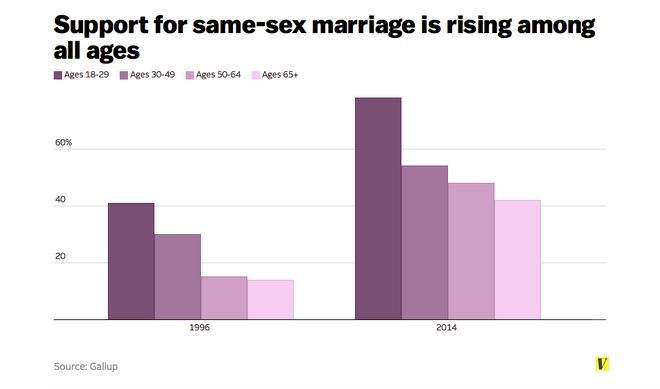 Support for same-sex marriage is rising among
all ages
Ages 18-29 Ages 30-49 Ages 50-64 Ages 65+
60%
40
20
1996 2014
Source: Gallup
V